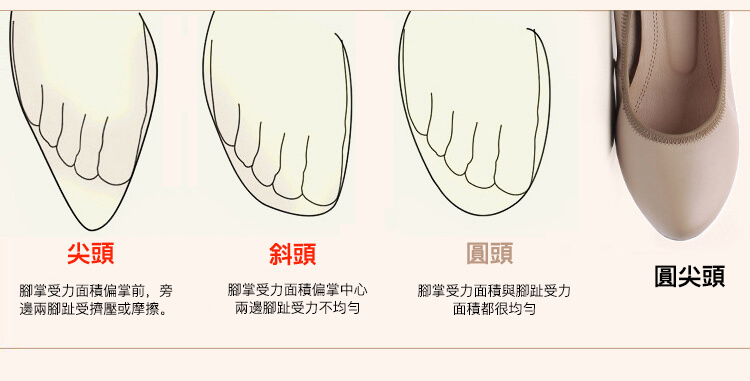 尖頭
腳掌受力面積偏掌前，旁
邊兩腳趾受擠壓或摩擦。
斜頭
腳掌受力面積偏掌中心
兩邊腳趾受力不均勻
圓頭
腳掌受力面積與腳趾受力
面積都很均勻
圓尖頭